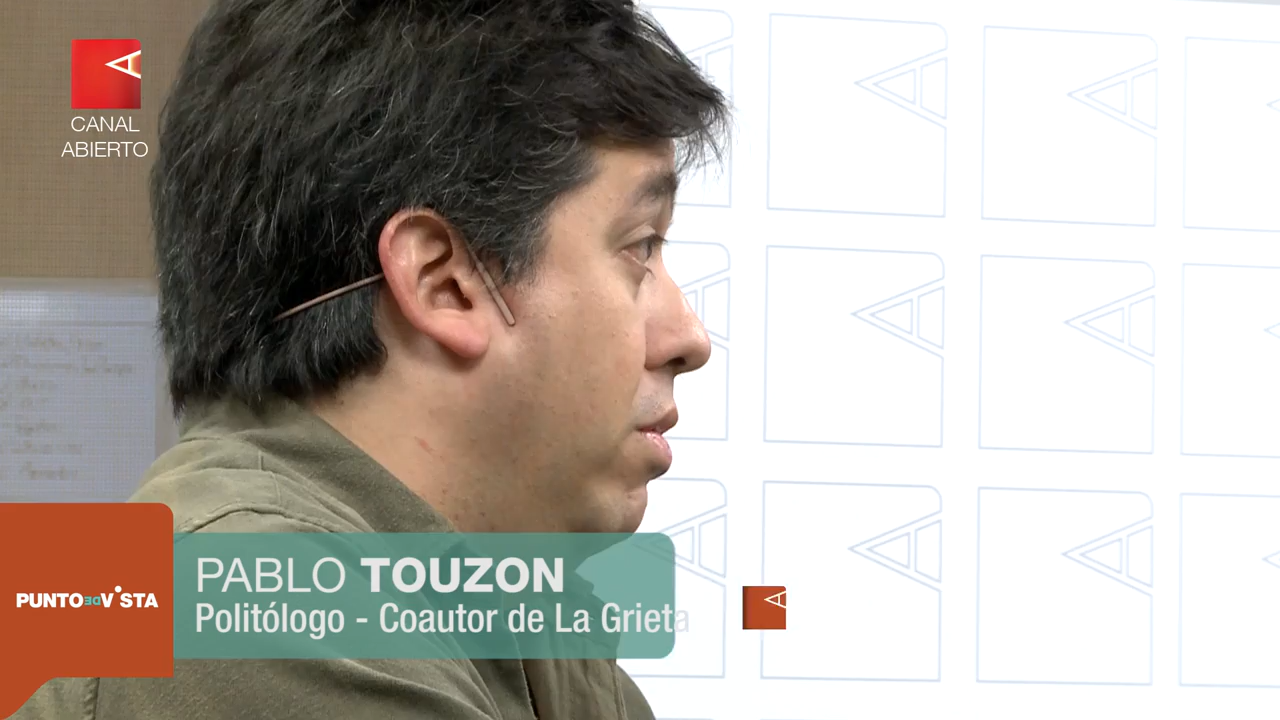 CANAL
ABIERTO
PABLO TOUZON
Politólogo - Coautor de La Grieta
PUNTO DE VISTA